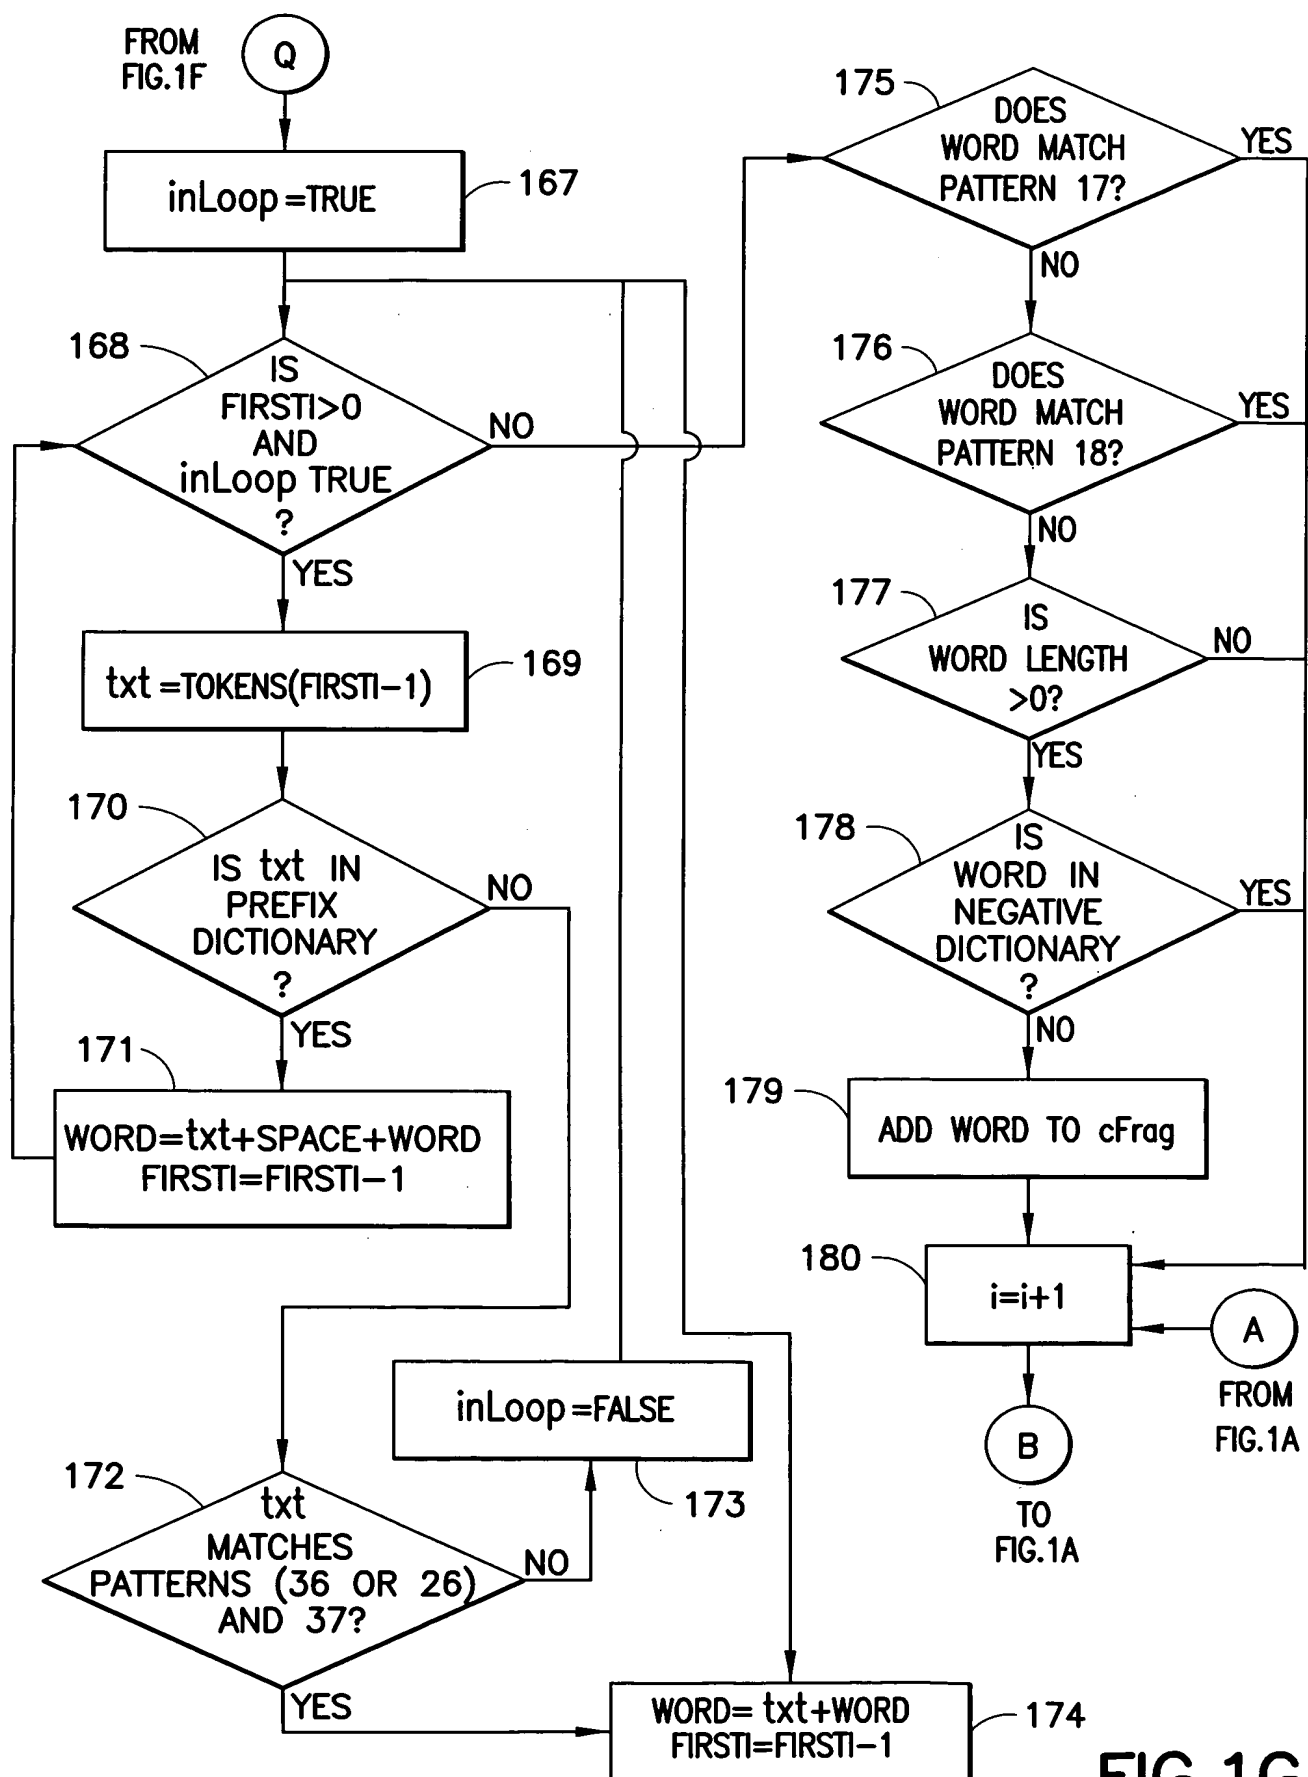 FROM
FIG.1F
Q
inLoop=TRUE
167
168
IS
FIRSTI>0
AND
inLoop TRUE
?
NO
YES
txt=TOKENS(FIRSTI-1)
169
170
IS txt IN
PREFIX
DICTIONARY
?
NO
YES
171
WORD=txt+SPACE+WORD
FIRSTI=FIRSTI-1
inLoop=FALSE
173
172
txt
MATCHES
PATTERNS (36 OR 26)
AND 37?
NO
YES
WORD= txt+WORD
FIRSTI=FIRSTI-1
174
175
DOES
WORD MATCH
PATTERN 17?
YES
NO
176
DOES
WORD MATCH
PATTERN 18?
YES
NO
177
IS
WORD LENGTH
>0?
NO
YES
178
IS
WORD IN
NEGATIVE
DICTIONARY
?
YES
NO
179
ADD WORD TO cFrag
180
i=i+1
A
FROM
FIG.1A
B
TO
FIG.1A
FIG.1G